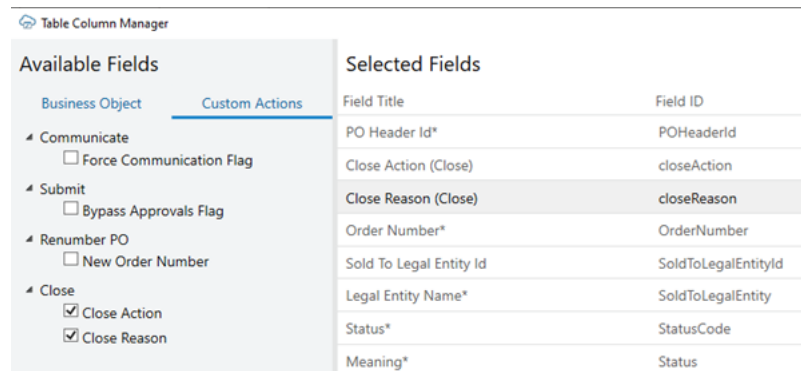 Table Column Manager
Available Fields
Business Object Custom Actions
Communicate
Force Communication Flag
Submit
Bypass Approvals Flag
Renumber PO
New Order Number
Close
Close Action
Close Reason
Selected Fields
Field Title Field ID
PO Header Id* POHeaderId
Close Action (Close) closeAction
Close Reason (Close) closeReason
Order Number* OrderNumber
Sold To Legal Entity Id SoldToLegalEntityId
Legal Entity Name* SoldToLegalEntity
Status* StatusCode
Meaning* Status